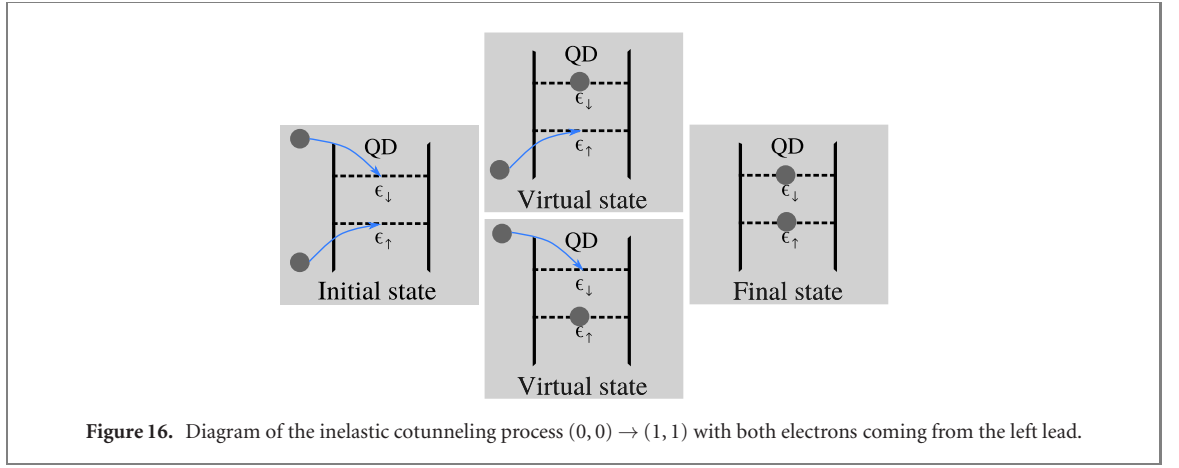 QD
ϵ↓
ϵ↑
Initial state
QD
ϵ↓
ϵ↑
Virtual state
QD
ϵ↓
ϵ↑
Virtual state
QD
ϵ↓
ϵ↑
Final state
Figure 16. Diagram of the inelastic cotunneling process (0, 0) → (1, 1) with both electrons coming from the left lead.